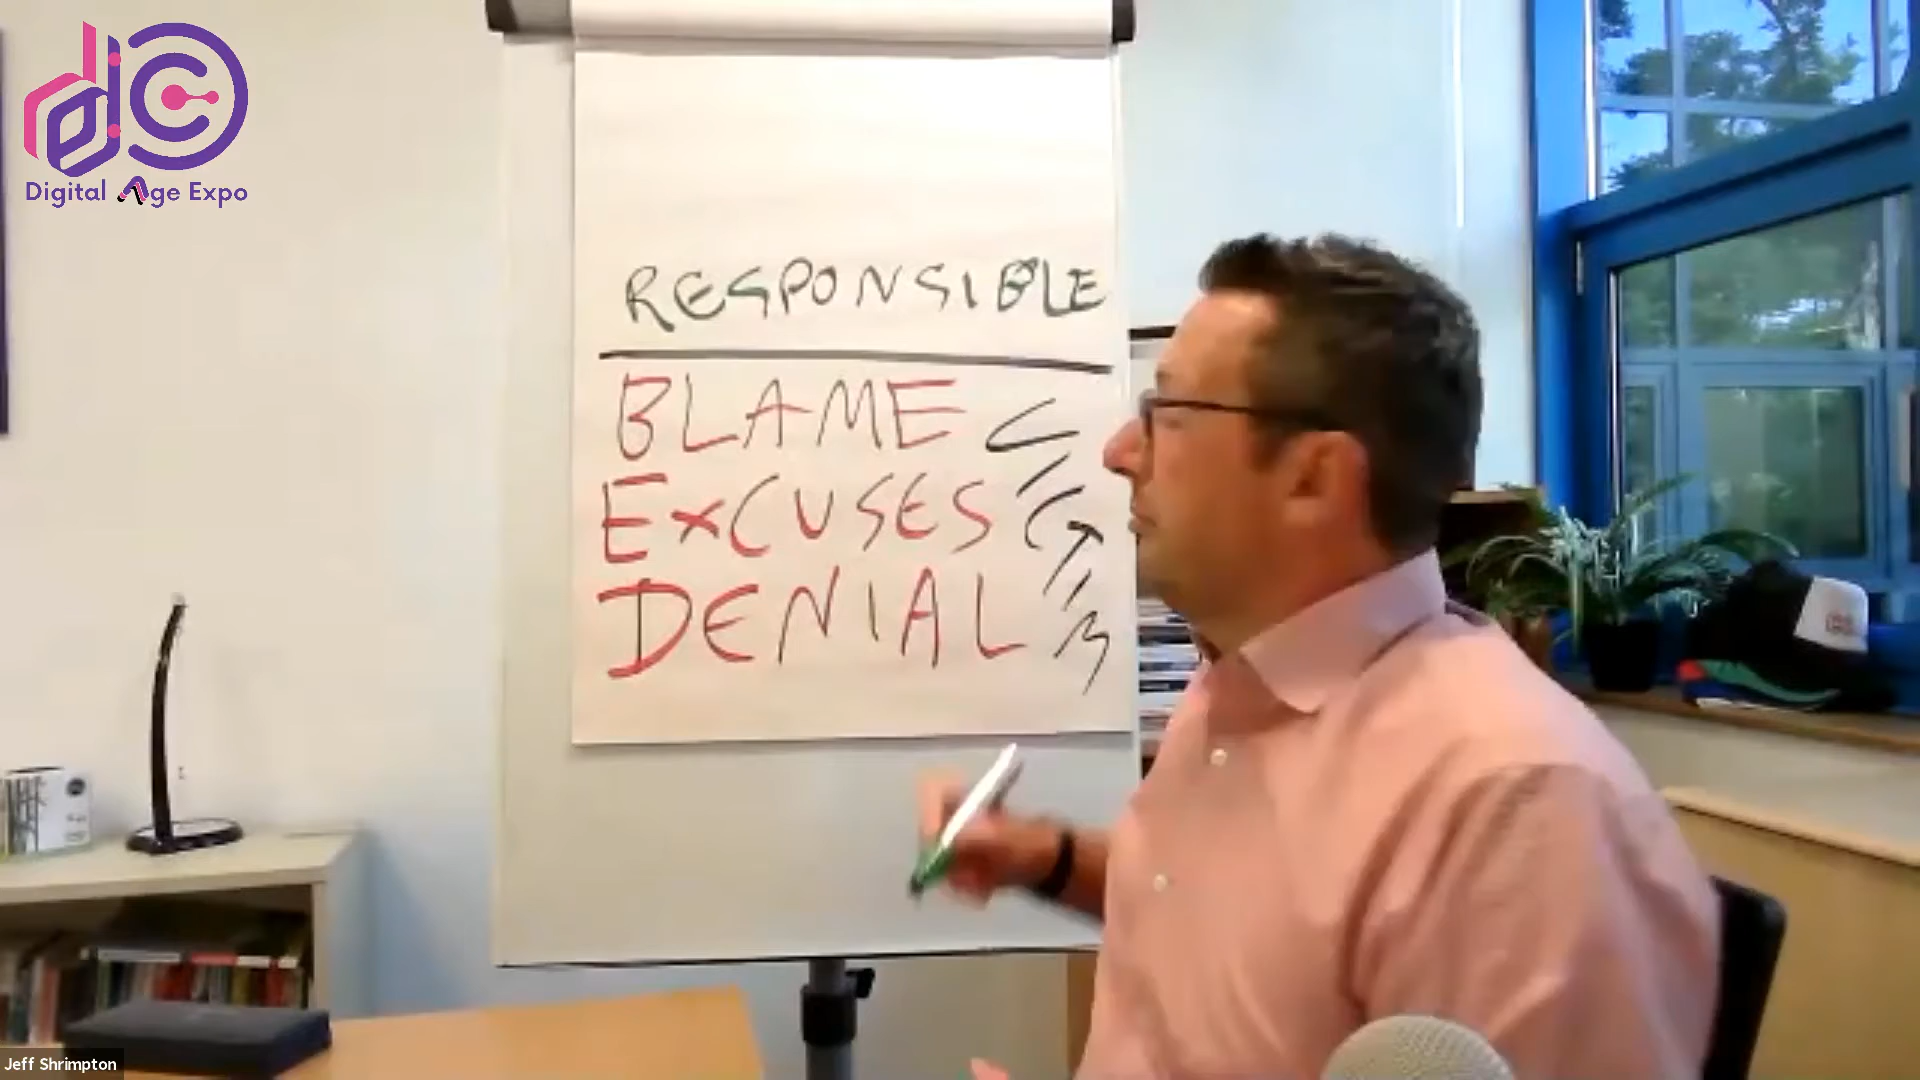 Digital Age Expo
RESPONSIBLE
BLAME
EXCUSES
DENIAL
VICTIM
Jeff Shrimpton